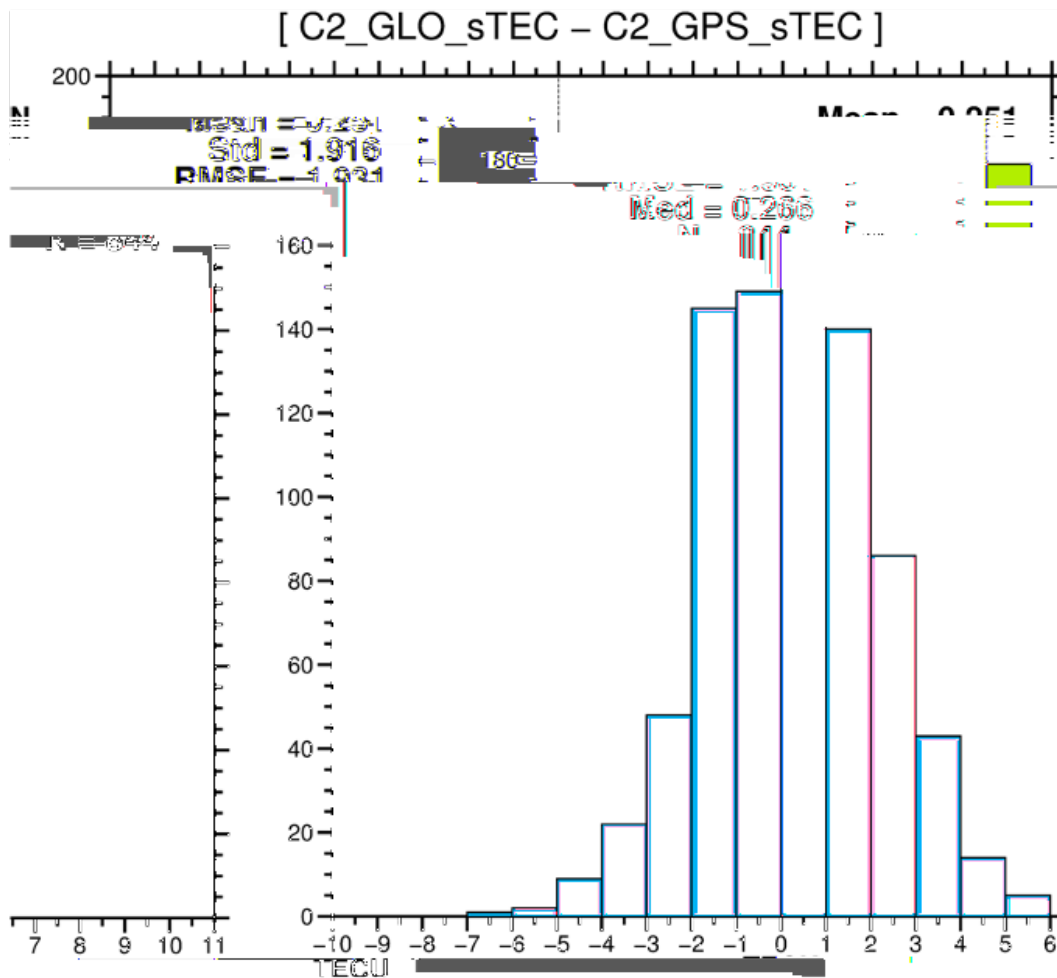 [ C2_GLO_sTEC – C2_GPS_sTEC ]
200
Std = 1.916
180
Med = 0.266
160
140
120
100
80
60
40
20
0
7 8 9 10 11 –10 –9 –8 –7 –6 –5 –4 –3 –2 –1 0 1 2 3 4 5 6
TECU